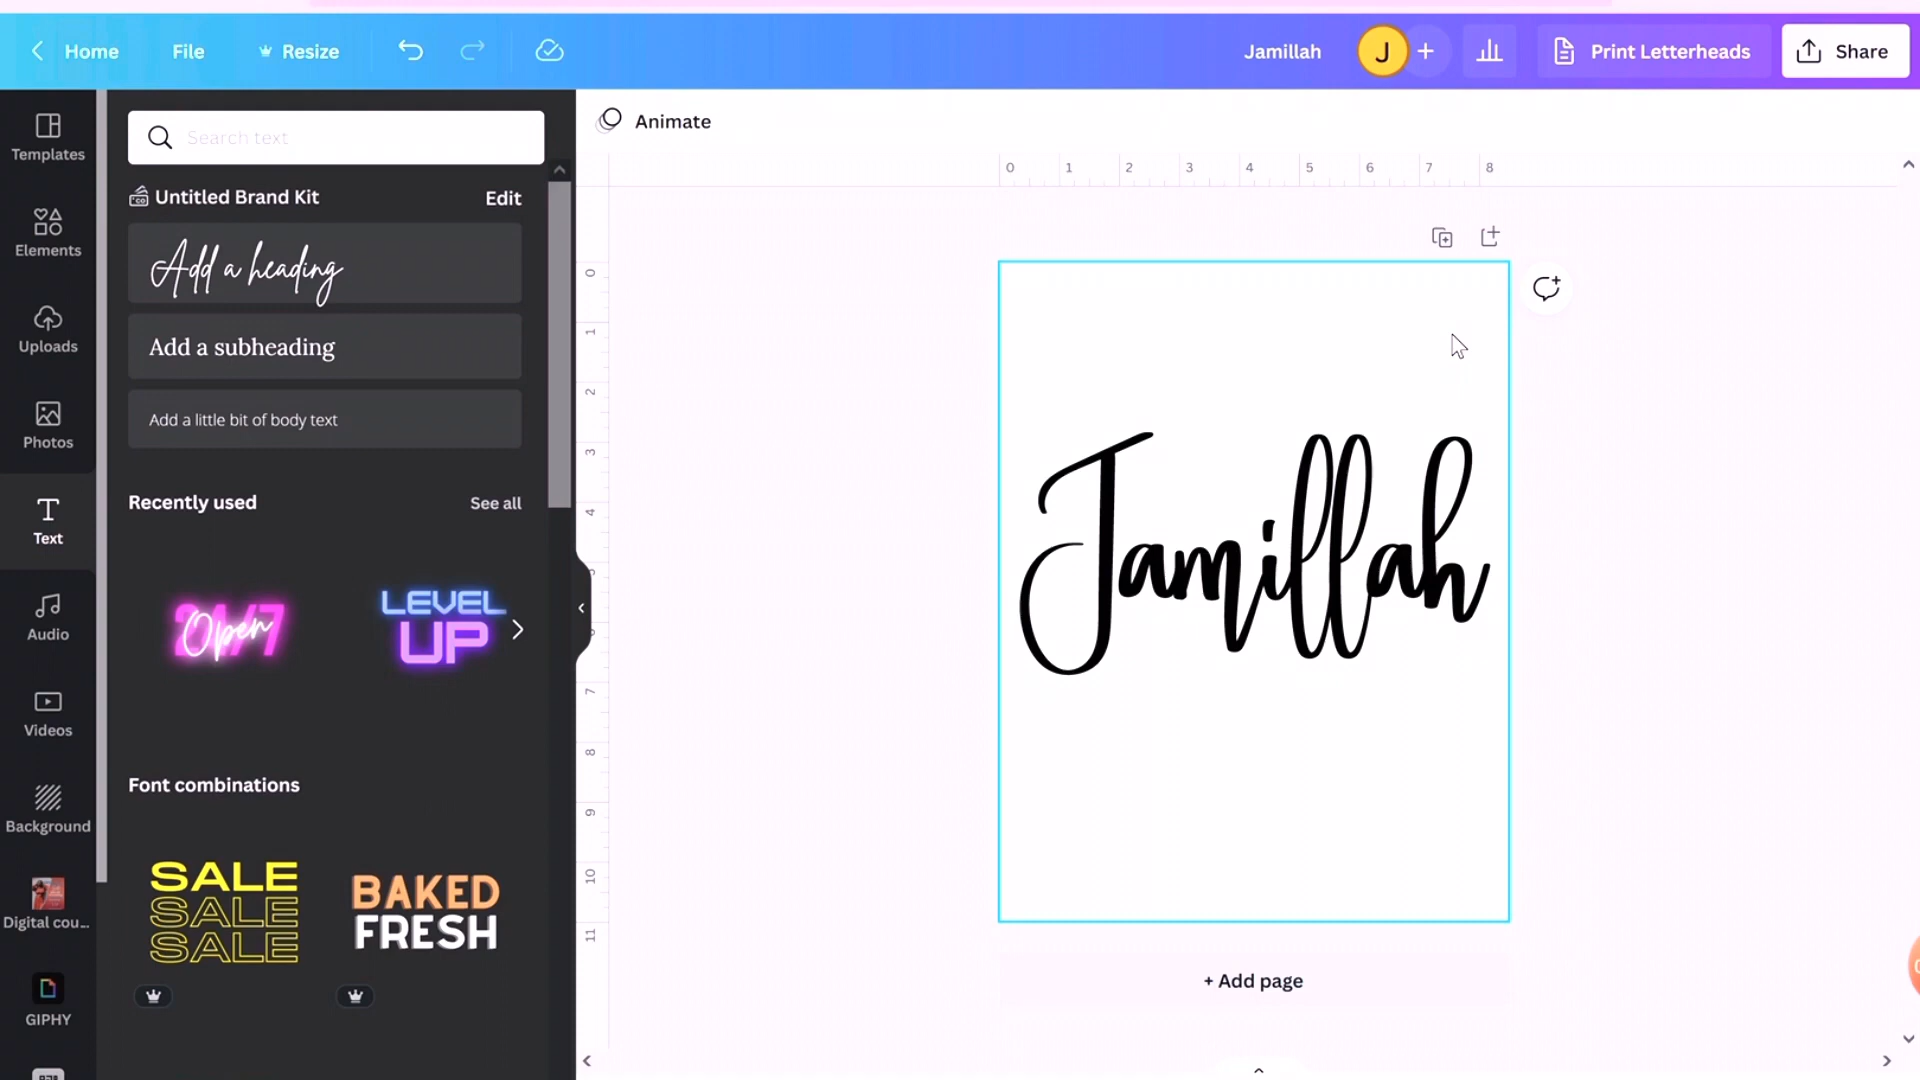 Home File Resize Jamillah J + Print Letterheads Share
Templates
Elements
Uploads
Photos
Text
Audio
Videos
Background
Digital cou...
GIPHY
Search text
Untitled Brand Kit Edit
Add a heading
Add a subheading
Add a little bit of body text
Recently used See all
24/7
Open
LEVEL
UP
Font combinations
SALE
SALE
SALE
BAKED
FRESH
Animate
0 1 2 3 4 5 6 7 8
0
1
2
3
4
7
8
9
10
11
Jamillah
+ Add page